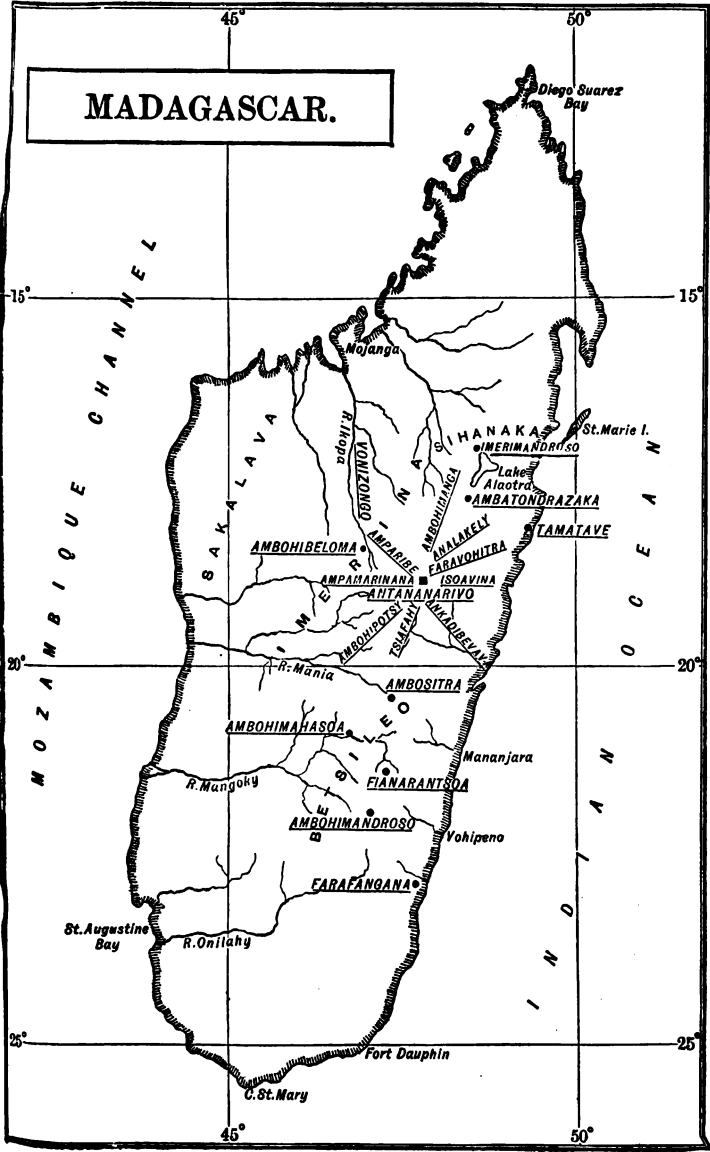 45°
50°
MADAGASCAR.
Diego Suarez
Bay
MOZAMBIQUE CHANNEL
15°
15°
Mojanga
St. Marie I.
SIHANAKA
IMERIMANDROSO
Lake
Alaotra
AMBATONDRAZAKA
TAMATAVE
SAKALAVA
R. Ikopa
VONIZONGO
IMERINA
AMBOHIMANGA
ANALAKELY
FARAVOHITRA
AMPARIBE
AMBOHIBELOMA
AMPAMARINANA
ISOAVINA
ANTANANARIVO
AMBOHIPOTSY
TSIAFAHY
ANKADIBEVAVA
INDIAN OCEAN
20°
20°
R. Mania
AMBOSITRA
AMBOHIMAHASOA
BETSILEO
Mananjara
R. Mangoky
FIANARANTSOA
AMBOHIMANDROSO
Vohipeno
FARAFANGANA
St. Augustine
Bay
R. Onilahy
25°
25°
Fort Dauphin
C. St. Mary
45°
50°